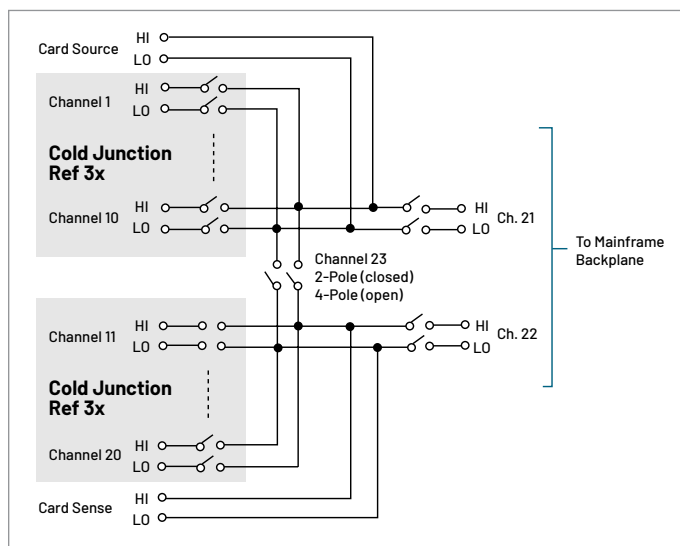 Card Source
HI
LO
Channel 1
HI
LO
Cold Junction
Ref 3x
Channel 10
HI
LO
HI
LO
Ch. 21
To Mainframe
Backplane
Channel 23
2-Pole (closed)
4-Pole (open)
Channel 11
HI
LO
HI
LO
Ch. 22
Cold Junction
Ref 3x
Channel 20
HI
LO
Card Sense
HI
LO